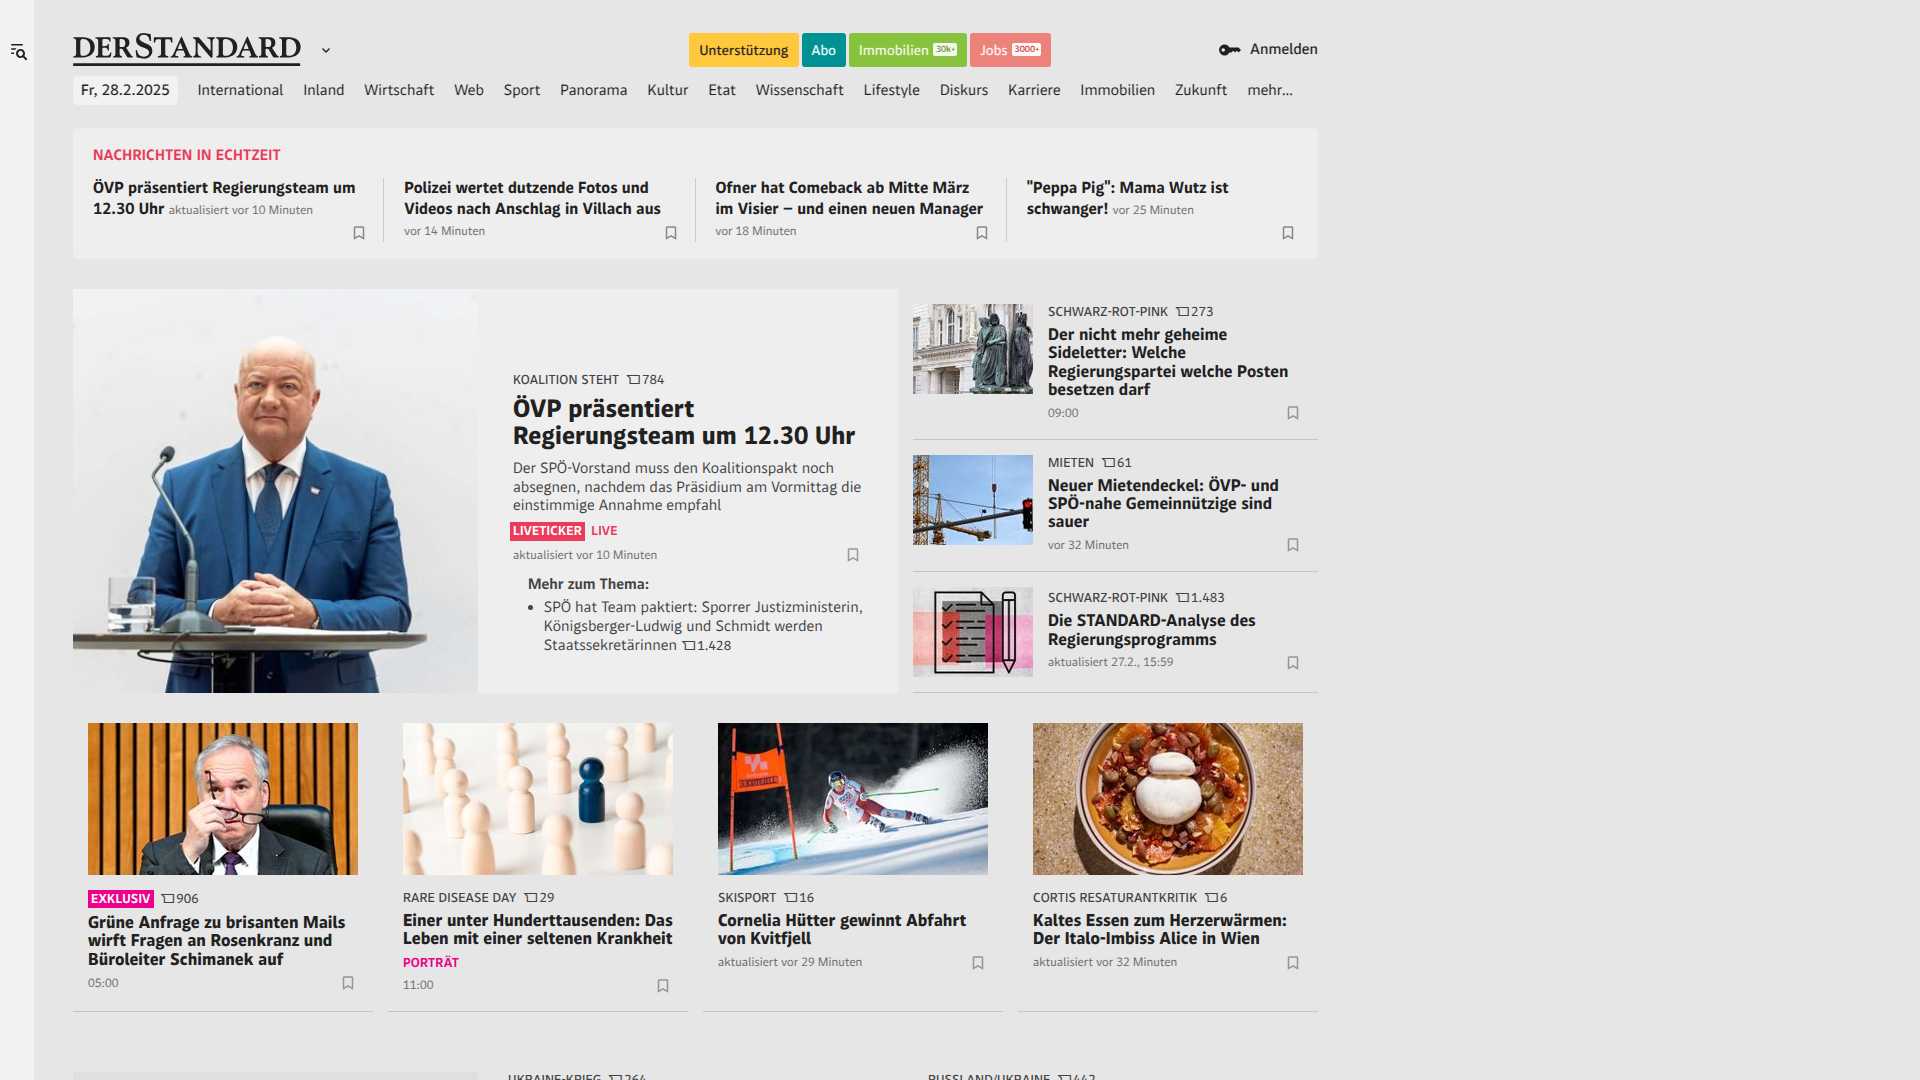 DERSTANDARD
Unterstützung
Abo
Immobilien 30k+
Jobs 3000+
Anmelden
Fr, 28.2.2025
International
Inland
Wirtschaft
Web
Sport
Panorama
Kultur
Etat
Wissenschaft
Lifestyle
Diskurs
Karriere
Immobilien
Zukunft
mehr...
NACHRICHTEN IN ECHTZEIT
ÖVP präsentiert Regierungsteam um
12.30 Uhr aktualisiert vor 10 Minuten
Polizei wertet dutzende Fotos und
Videos nach Anschlag in Villach aus
vor 14 Minuten
Ofner hat Comeback ab Mitte März
im Visier – und einen neuen Manager
vor 18 Minuten
"Peppa Pig": Mama Wutz ist
schwanger! vor 25 Minuten
KOALITION STEHT 784
ÖVP präsentiert
Regierungsteam um 12.30 Uhr
Der SPÖ-Vorstand muss den Koalitionspakt noch
absegnen, nachdem das Präsidium am Vormittag die
einstimmige Annahme empfahl
LIVETICKER LIVE
aktualisiert vor 10 Minuten
Mehr zum Thema:
• SPÖ hat Team paktiert: Sporrer Justizministerin,
Königsberger-Ludwig und Schmidt werden
Staatssekretärinnen 1.428
SCHWARZ-ROT-PINK 273
Der nicht mehr geheime
Sideletter: Welche
Regierungspartei welche Posten
besetzen darf
09:00
MIETEN 61
Neuer Mietendeckel: ÖVP- und
SPÖ-nahe Gemeinnützige sind
sauer
vor 32 Minuten
SCHWARZ-ROT-PINK 1.483
Die STANDARD-Analyse des
Regierungsprogramms
aktualisiert 27.2., 15:59
EXKLUSIV 906
Grüne Anfrage zu brisanten Mails
wirft Fragen an Rosenkranz und
Büroleiter Schimanek auf
05:00
RARE DISEASE DAY 29
Einer unter Hunderttausenden: Das
Leben mit einer seltenen Krankheit
PORTRÄT
11:00
SKISPORT 16
Cornelia Hütter gewinnt Abfahrt
von Kvitfjell
aktualisiert vor 29 Minuten
CORTIS RESATURANTKRITIK 6
Kaltes Essen zum Herzerwärmen:
Der Italo-Imbiss Alice in Wien
aktualisiert vor 32 Minuten
UKRAINE-KRIEG 264
RUSSLAND/UKRAINE 442